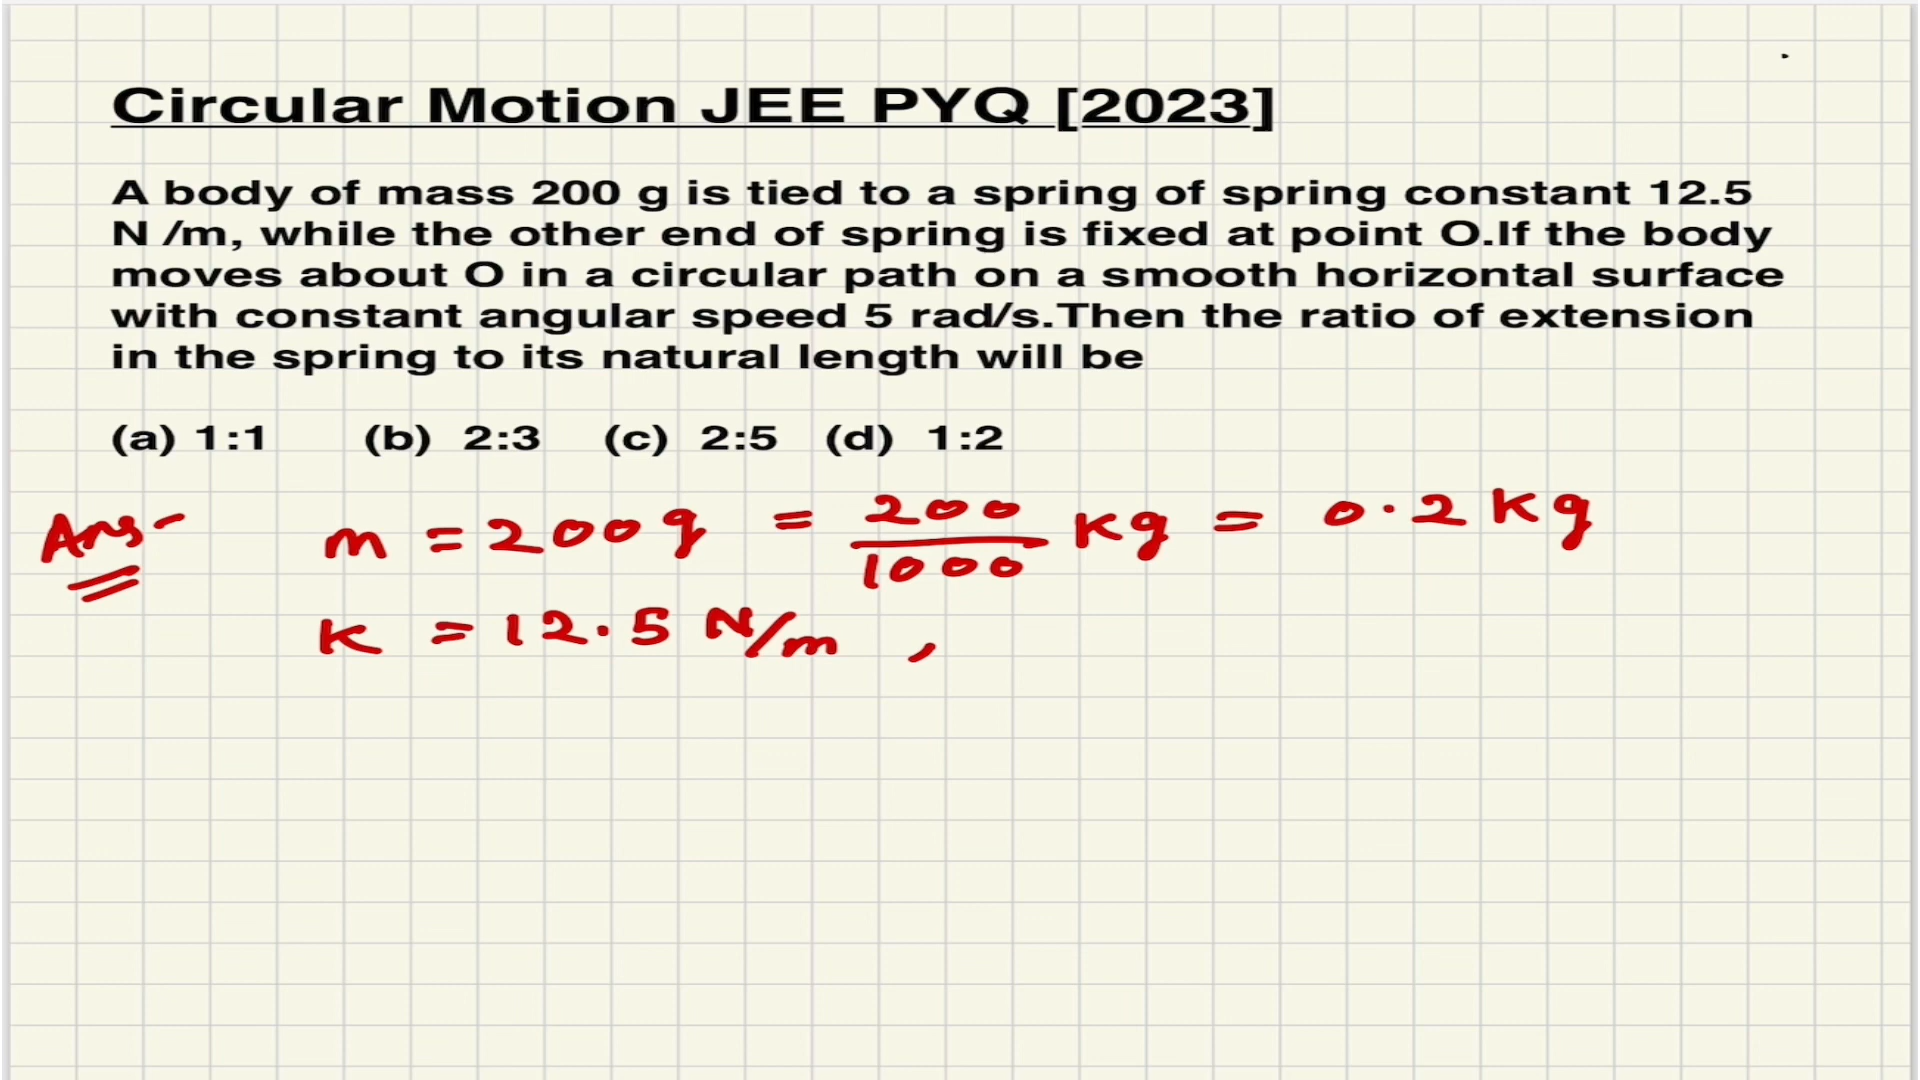 Circular Motion JEE PYQ [2023]
A body of mass 200 g is tied to a spring of spring constant 12.5
N /m, while the other end of spring is fixed at point O.If the body
moves about O in a circular path on a smooth horizontal surface
with constant angular speed 5 rad/s.Then the ratio of extension
in the spring to its natural length will be
(a) 1:1 (b) 2:3 (c) 2:5 (d) 1:2
Ans- m = 200g = 200/1000 Kg = 0.2 Kg
K = 12.5 N/m ,